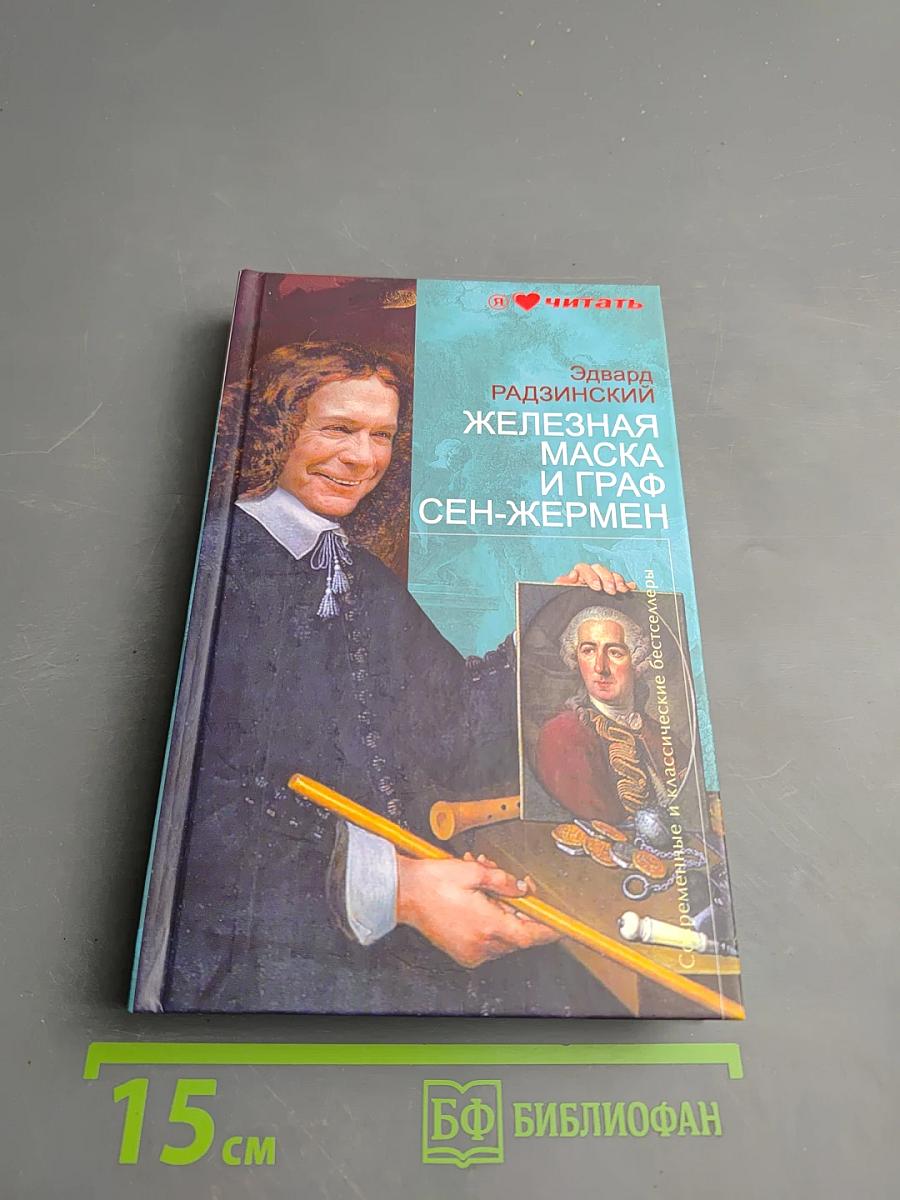 Я ЧИТАТЬ
Эдвард
РАДЗИНСКИЙ
ЖЕЛЕЗНАЯ
МАСКА
И ГРАФ
СЕН-ЖЕРМЕН
Современные и классические бестселлеры
15 см
БФ БИБЛИОФАН